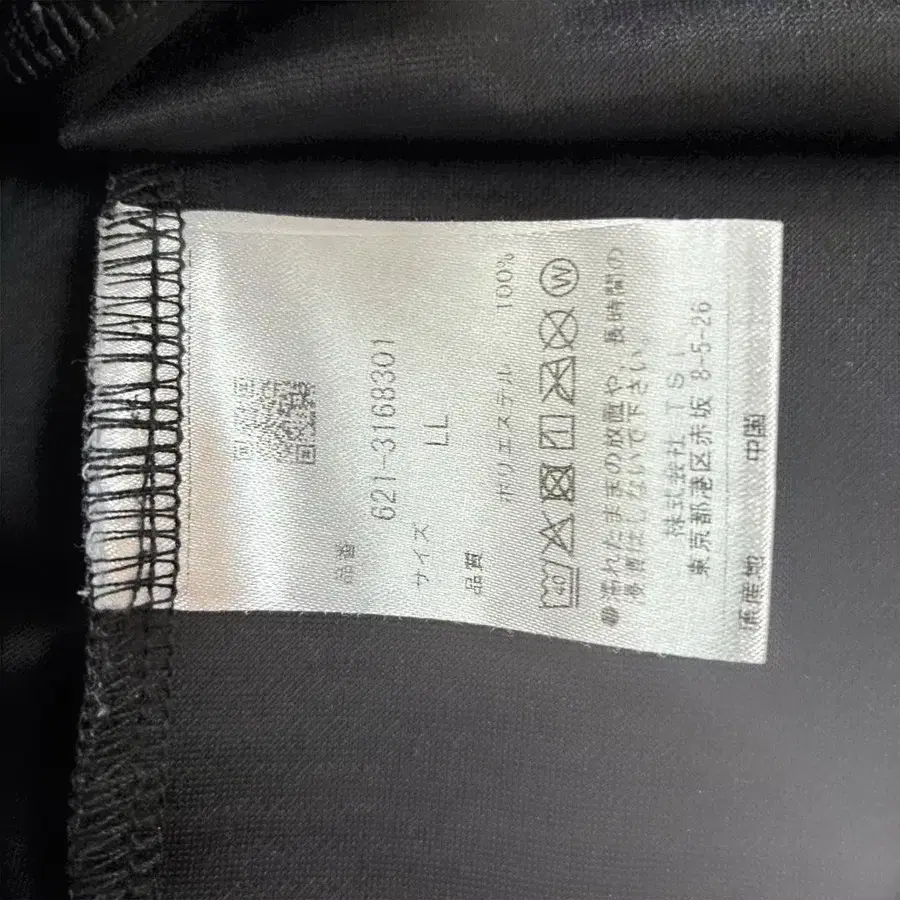 品番
621-3168301
サイズ LL
品質
ポリエステル 100%
40
W
濡れたままの放置や、長時間の
浸漬はしないで下さい。
株式会社 TSI
東京都港区赤坂 8-5-26
原産地 中国